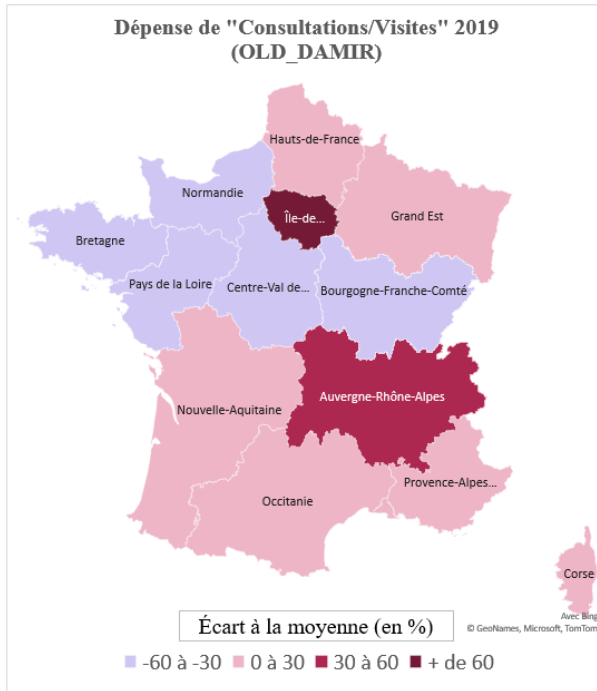 Dépense de "Consultations/Visites" 2019
(OLD_DAMIR)
Hauts-de-France
Normandie
Île-de...
Grand Est
Bretagne
Pays de la Loire
Centre-Val de...
Bourgogne-Franche-Comté
Auvergne-Rhône-Alpes
Nouvelle-Aquitaine
Provence-Alpes...
Occitanie
Corse
Avec Bing
© GeoNames, Microsoft, TomTom
Écart à la moyenne (en %)
-60 à -30 0 à 30 30 à 60 + de 60